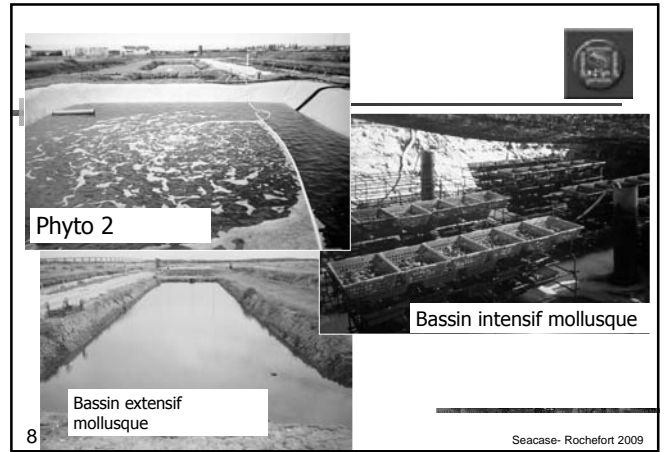 Phyto 2
Bassin intensif mollusque
Bassin extensif
mollusque
8
Seacase- Rochefort 2009